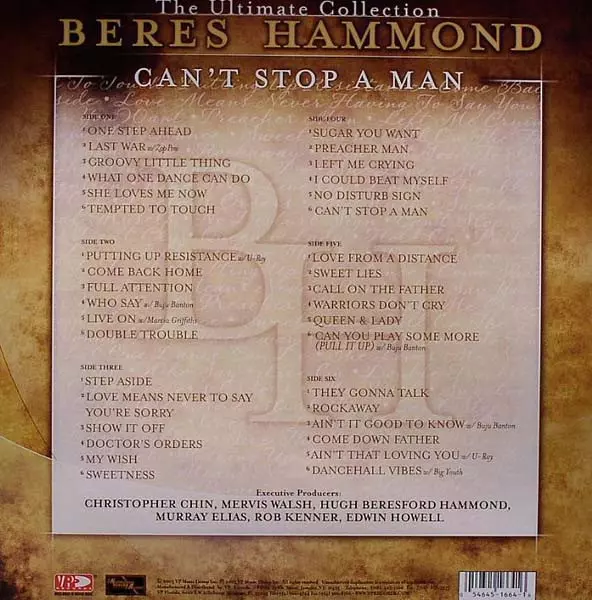 The Ultimate Collection
BERES HAMMOND
CAN'T STOP A MAN
SIDE ONE
1 ONE STEP AHEAD
2 LAST WAR w/Zap Pow
3 GROOVY LITTLE THING
4 WHAT ONE DANCE CAN DO
5 SHE LOVES ME NOW
6 TEMPTED TO TOUCH
SIDE TWO
1 PUTTING UP RESISTANCE w/U-Roy
2 COME BACK HOME
3 FULL ATTENTION
4 WHO SAY w/ Buju Banton
5 LIVE ON w/ Marcia Griffiths
6 DOUBLE TROUBLE
SIDE THREE
1 STEP ASIDE
2 LOVE MEANS NEVER TO SAY
YOU'RE SORRY
3 SHOW IT OFF
4 DOCTOR'S ORDERS
5 MY WISH
6 SWEETNESS
SIDE FOUR
1 SUGAR YOU WANT
2 PREACHER MAN
3 LEFT ME CRYING
4 I COULD BEAT MYSELF
5 NO DISTURB SIGN
6 CAN'T STOP A MAN
SIDE FIVE
1 LOVE FROM A DISTANCE
2 SWEET LIES
3 CALL ON THE FATHER
4 WARRIORS DON'T CRY
5 QUEEN & LADY
6 CAN YOU PLAY SOME MORE
(PULL IT UP) w/ Buju Banton
SIDE SIX
1 THEY GONNA TALK
2 ROCKAWAY
3 AIN'T IT GOOD TO KNOW w/ Buju Banton
4 COME DOWN FATHER
5 AIN'T THAT LOVING YOU w/ U-Roy
6 DANCEHALL VIBES w/ Big Youth
Executive Producers:
CHRISTOPHER CHIN, MERVIS WALSH, HUGH BERESFORD HAMMOND,
MURRAY ELIAS, ROB KENNER, EDWIN HOWELL
VP
54645-1664-1